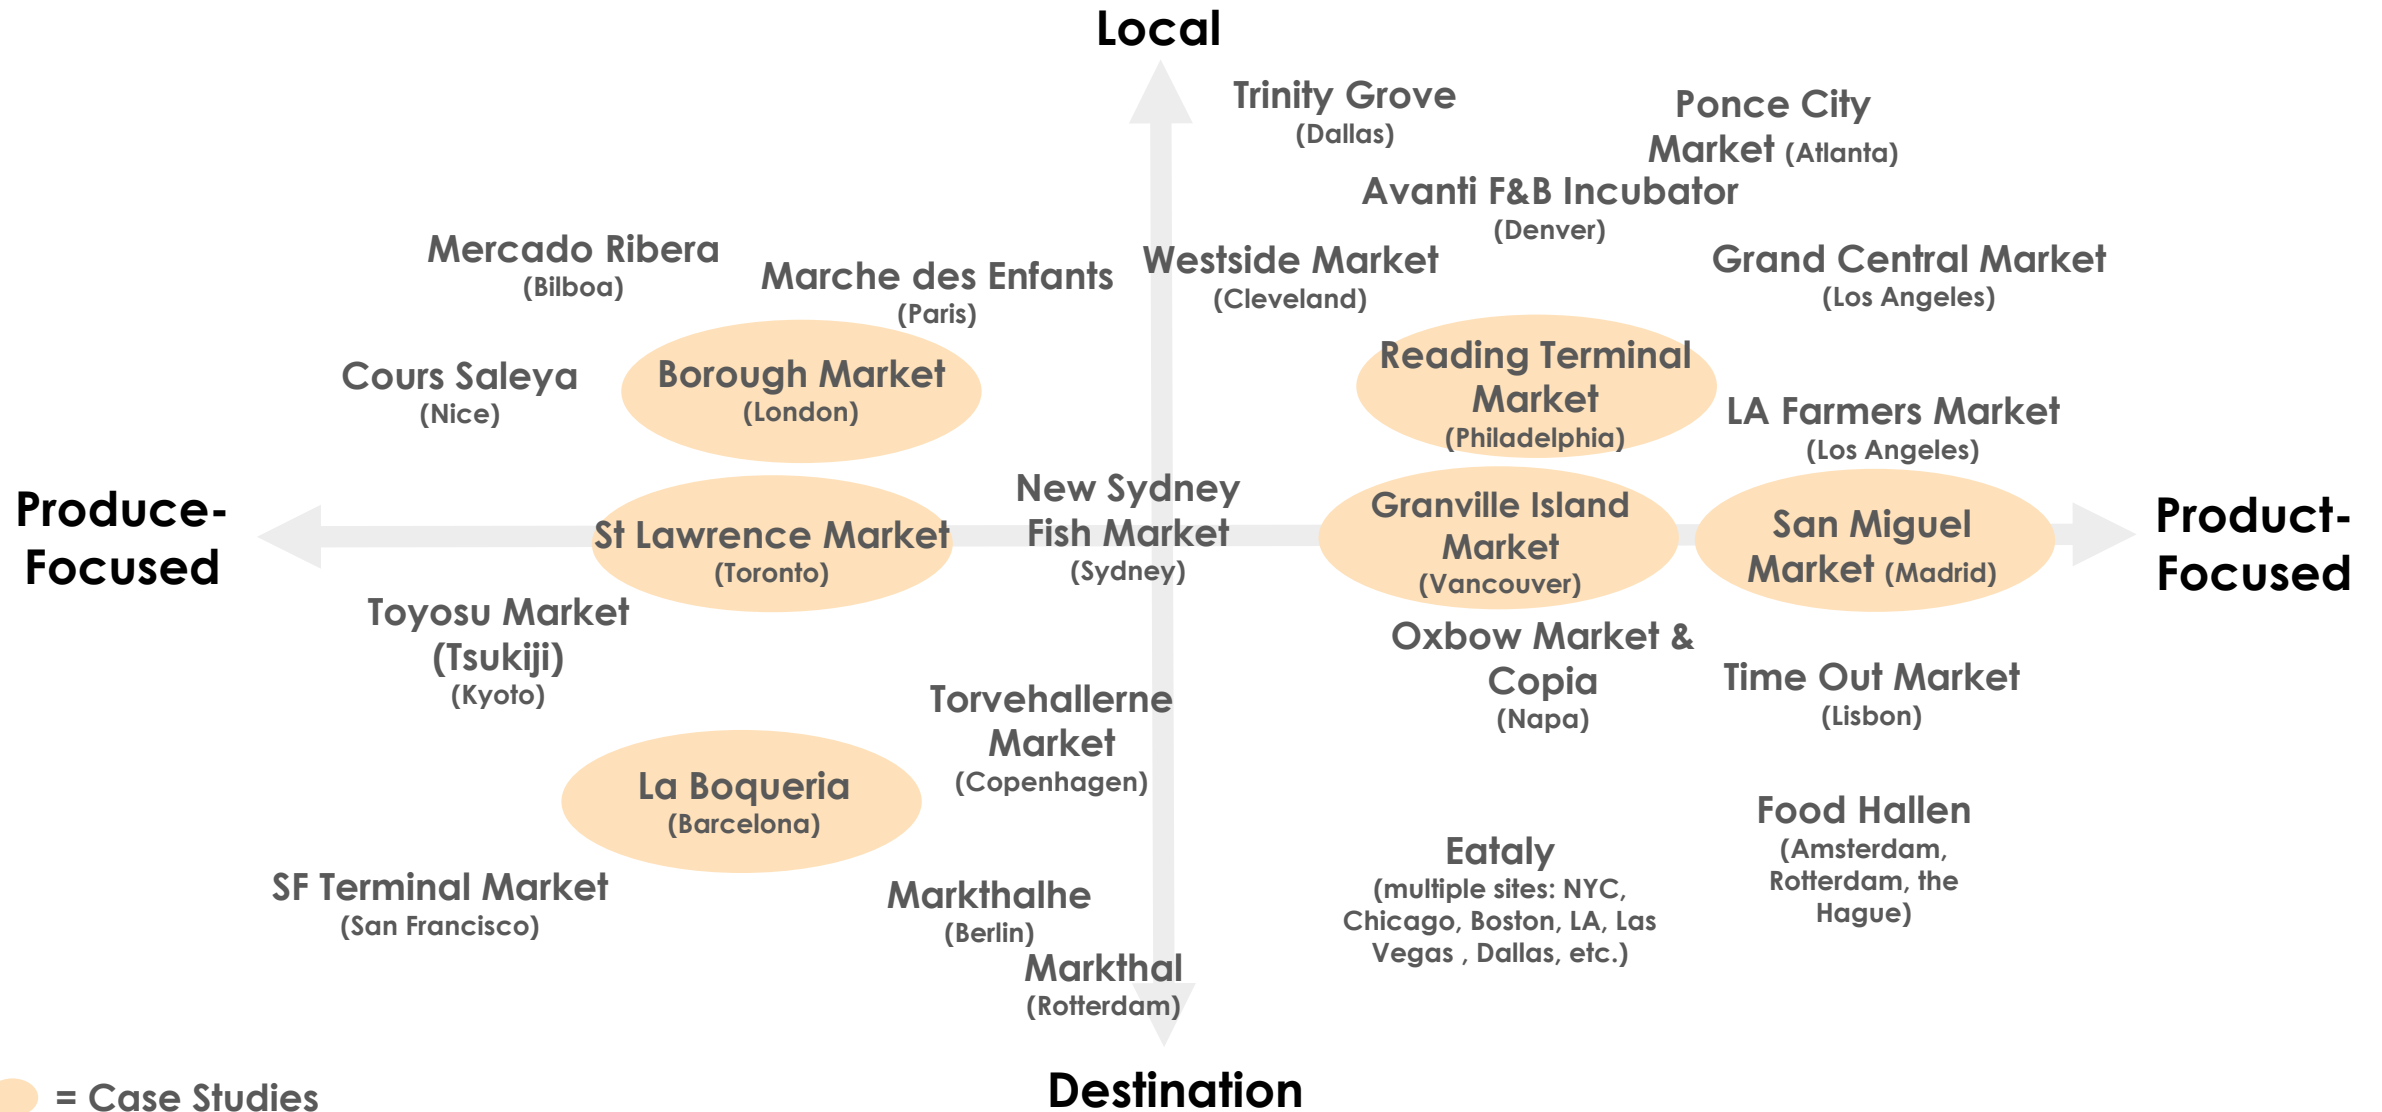 Local
Trinity Grove
(Dallas)
Ponce City
Market (Atlanta)
Avanti F&B Incubator
(Denver)
Mercado Ribera
(Bilboa)
Marche des Enfants
(Paris)
Westside Market
(Cleveland)
Grand Central Market
(Los Angeles)
Cours Saleya
(Nice)
Borough Market
(London)
Reading Terminal
Market
(Philadelphia)
LA Farmers Market
(Los Angeles)
Produce-
Focused
St Lawrence Market
(Toronto)
New Sydney
Fish Market
(Sydney)
Granville Island
Market
(Vancouver)
San Miguel
Market (Madrid)
Product-
Focused
Toyosu Market
(Tsukiji)
(Kyoto)
Oxbow Market &
Copia
(Napa)
Time Out Market
(Lisbon)
Torvehallerne
Market
(Copenhagen)
La Boqueria
(Barcelona)
Food Hallen
(Amsterdam,
Rotterdam, the
Hague)
Eataly
(multiple sites: NYC,
Chicago, Boston, LA, Las
Vegas , Dallas, etc.)
SF Terminal Market
(San Francisco)
Markthalhe
(Berlin)
Markthal
(Rotterdam)
Destination
= Case Studies